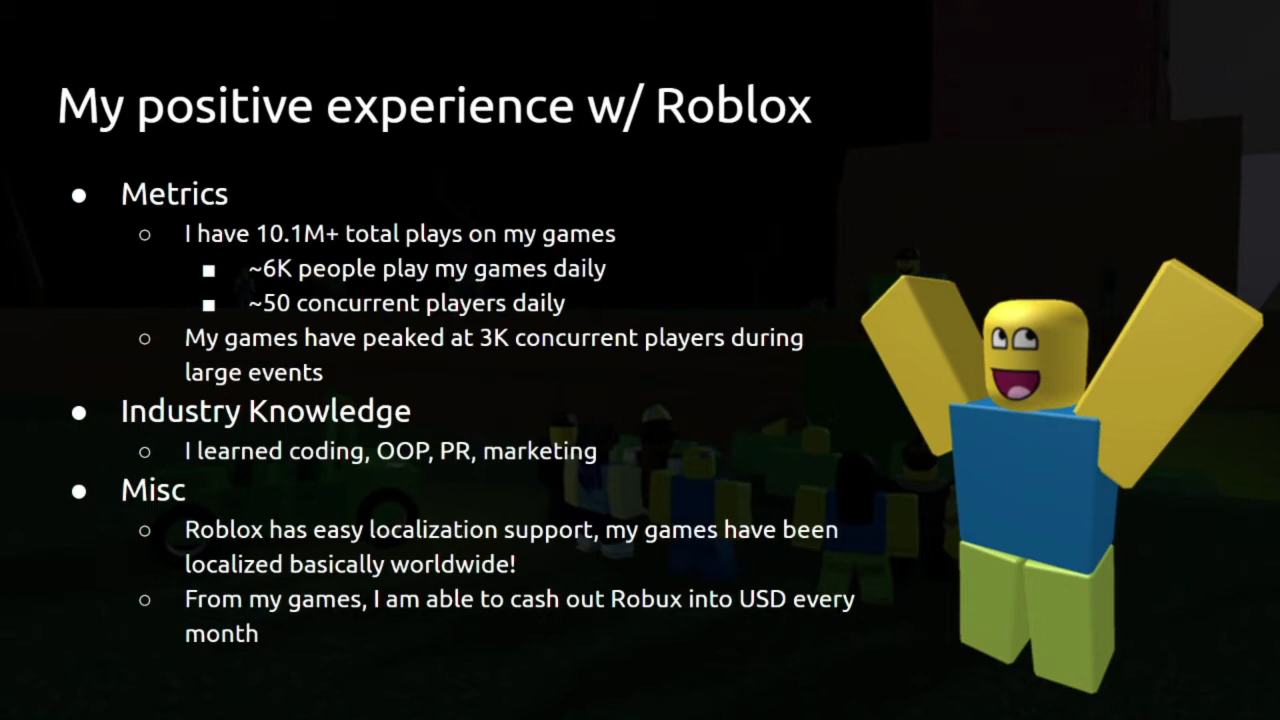 My positive experience w/ Roblox
● Metrics
○ I have 10.1M+ total plays on my games
■ ~6K people play my games daily
■ ~50 concurrent players daily
○ My games have peaked at 3K concurrent players during
large events
● Industry Knowledge
○ I learned coding, OOP, PR, marketing
● Misc
○ Roblox has easy localization support, my games have been
localized basically worldwide!
○ From my games, I am able to cash out Robux into USD every
month